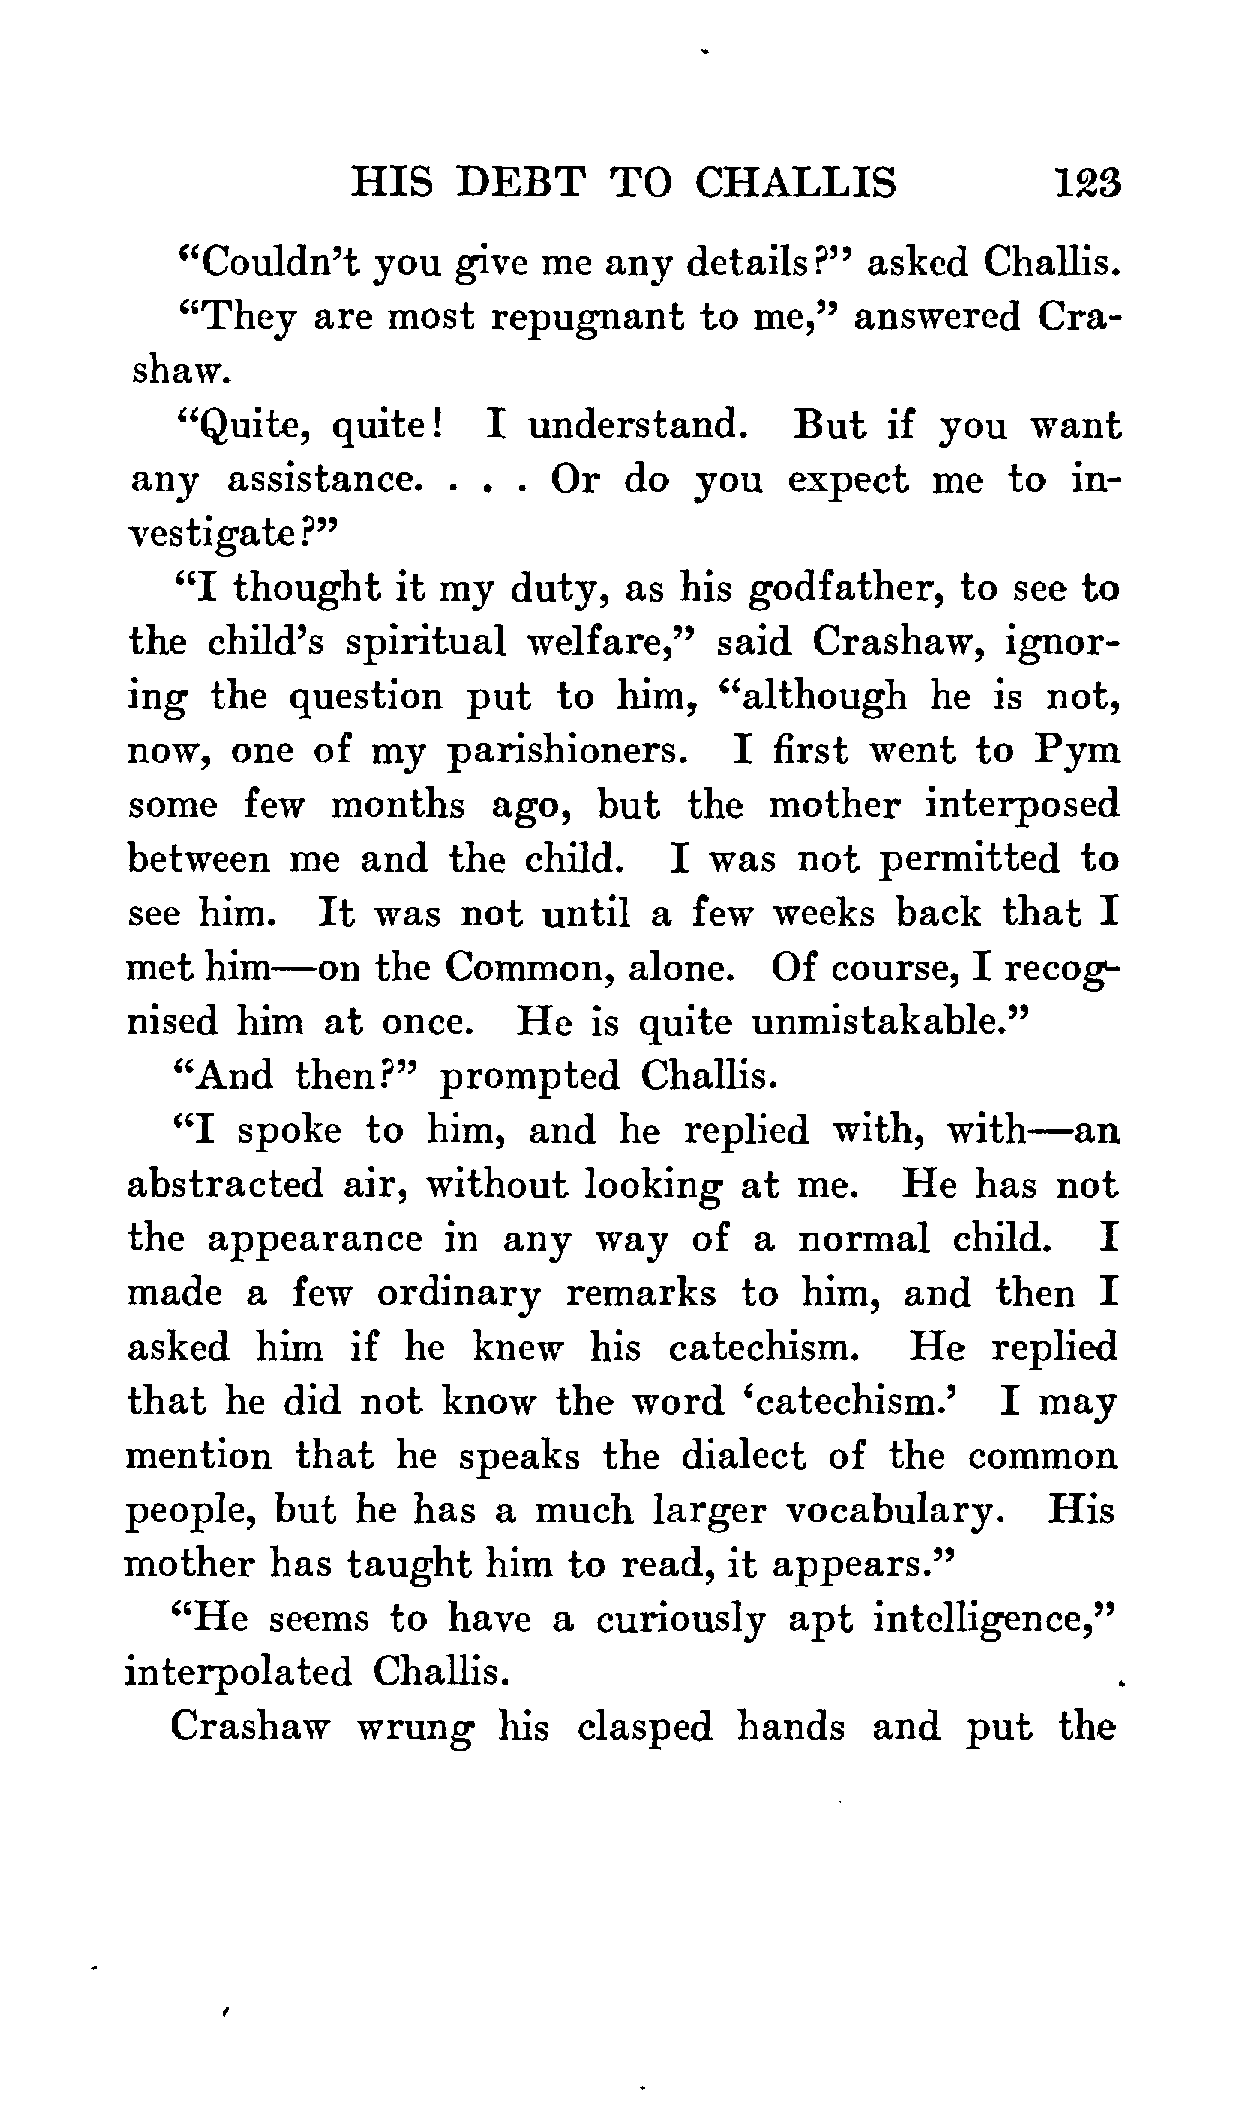 HIS DEBT TO CHALLIS 123
"Couldn't you give me any details?" asked Challis.
"They are most repugnant to me," answered Cra-
shaw.
"Quite, quite! I understand. But if you want
any assistance. . . . Or do you expect me to in-
vestigate?"
"I thought it my duty, as his godfather, to see to
the child's spiritual welfare," said Crashaw, ignor-
ing the question put to him, "although he is not,
now, one of my parishioners. I first went to Pym
some few months ago, but the mother interposed
between me and the child. I was not permitted to
see him. It was not until a few weeks back that I
met him—on the Common, alone. Of course, I recog-
nised him at once. He is quite unmistakable."
"And then?" prompted Challis.
"I spoke to him, and he replied with, with—an
abstracted air, without looking at me. He has not
the appearance in any way of a normal child. I
made a few ordinary remarks to him, and then I
asked him if he knew his catechism. He replied
that he did not know the word 'catechism.' I may
mention that he speaks the dialect of the common
people, but he has a much larger vocabulary. His
mother has taught him to read, it appears."
"He seems to have a curiously apt intelligence,"
interpolated Challis.
Crashaw wrung his clasped hands and put the